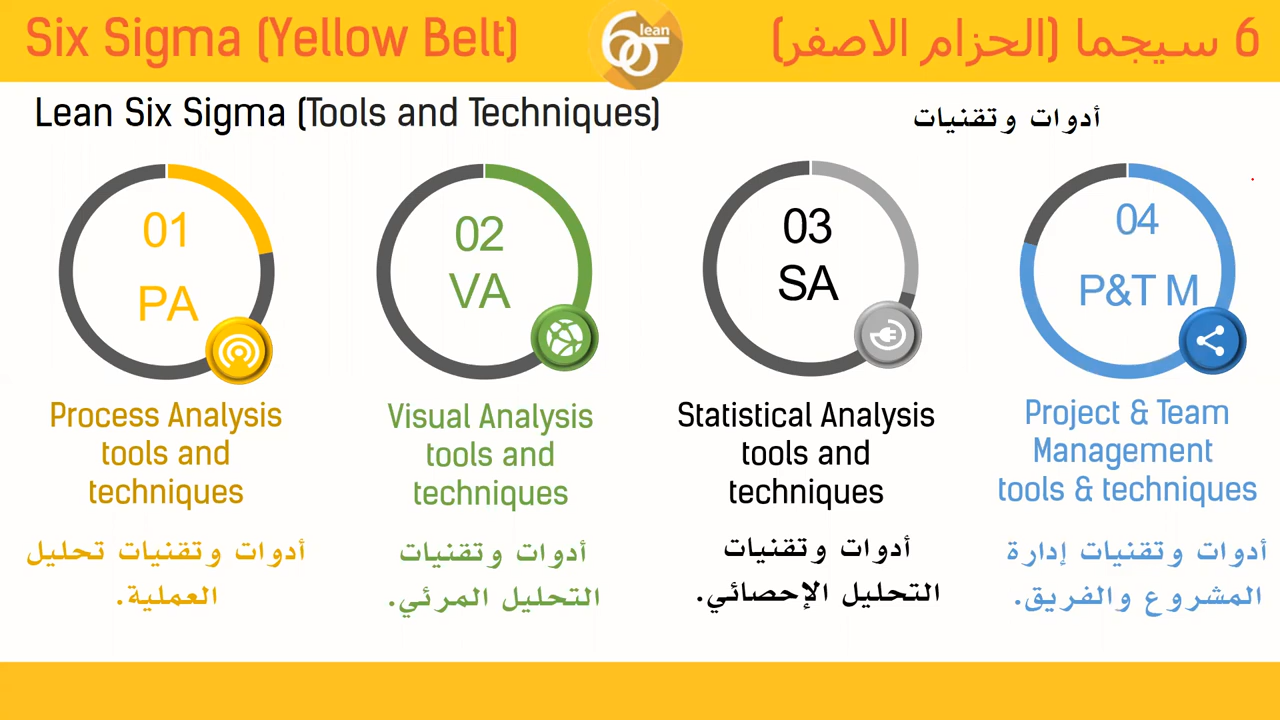 Six Sigma (Yellow Belt)
lean
6σ
6 سيجما (الحزام الاصفر)
Lean Six Sigma (Tools and Techniques)
أدوات وتقنيات
01
PA
Process Analysis
tools and
techniques
أدوات وتقنيات تحليل
العملية.
02
VA
Visual Analysis
tools and
techniques
أدوات وتقنيات
التحليل المرئي.
03
SA
Statistical Analysis
tools and
techniques
أدوات وتقنيات
التحليل الإحصائي.
04
P&T M
Project & Team
Management
tools & techniques
أدوات وتقنيات إدارة
المشروع والفريق.